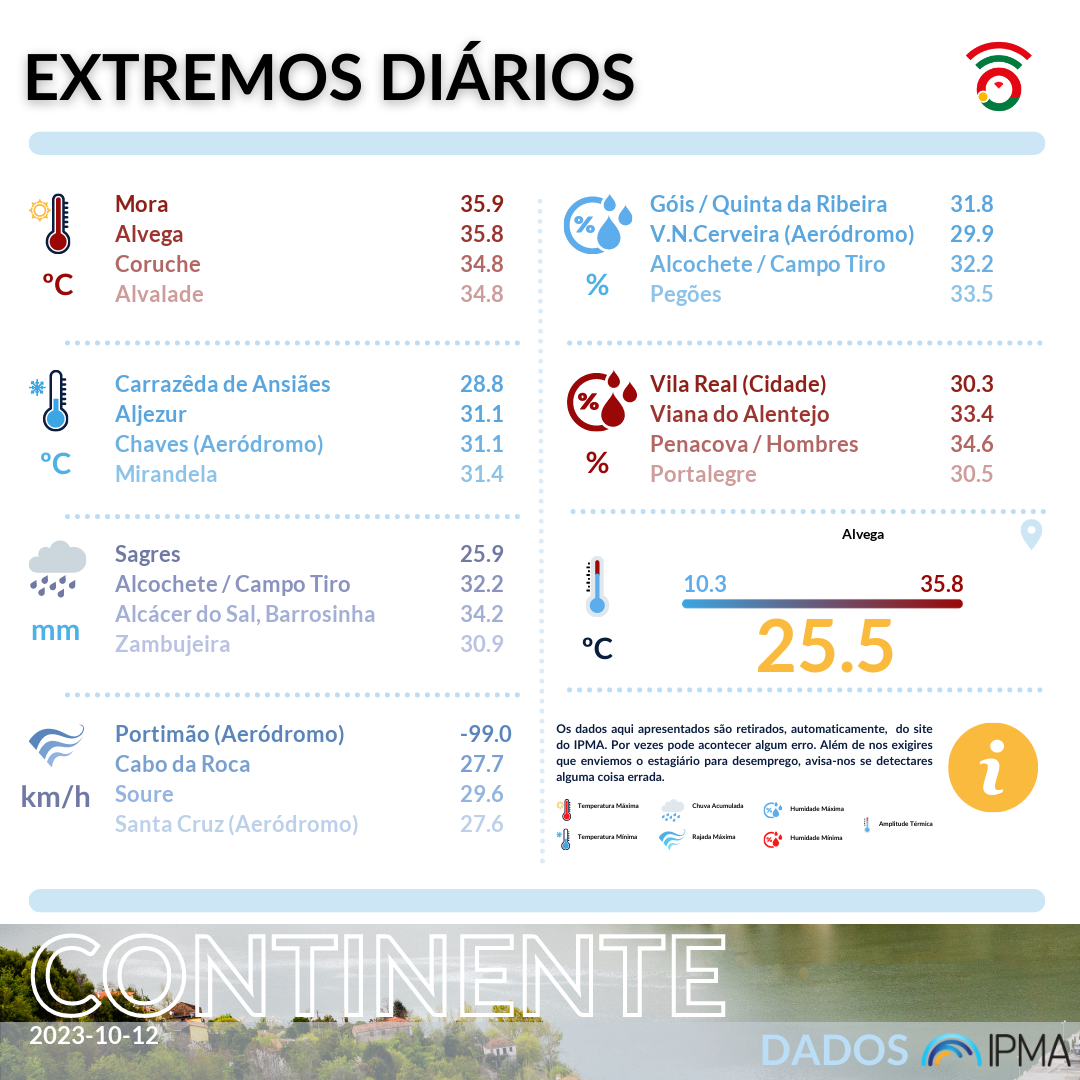 EXTREMOS DIÁRIOS
Mora 35.9
Alvega 35.8
Coruche 34.8
Alvalade 34.8
ºC
Carrazêda de Ansiães 28.8
Aljezur 31.1
Chaves (Aeródromo) 31.1
Mirandela 31.4
ºC
Sagres 25.9
Alcochete / Campo Tiro 32.2
Alcácer do Sal, Barrosinha 34.2
Zambujeira 30.9
mm
Portimão (Aeródromo) -99.0
Cabo da Roca 27.7
Soure 29.6
Santa Cruz (Aeródromo) 27.6
km/h
Góis / Quinta da Ribeira 31.8
V.N.Cerveira (Aeródromo) 29.9
Alcochete / Campo Tiro 32.2
Pegões 33.5
%
%
Vila Real (Cidade) 30.3
Viana do Alentejo 33.4
Penacova / Hombres 34.6
Portalegre 30.5
%
%
Alvega
10.3 35.8
25.5
ºC
Os dados aqui apresentados são retirados, automaticamente, do site
do IPMA. Por vezes pode acontecer algum erro. Além de nos exigires
que enviemos o estagiário para desemprego, avisa-nos se detectares
alguma coisa errada.
i
Temperatura Máxima Chuva Acumulada Humidade Máxima
Amplitude Térmica
Temperatura Mínima Rajada Máxima Humidade Mínima
CONTINENTE
2023-10-12
DADOS IPMA